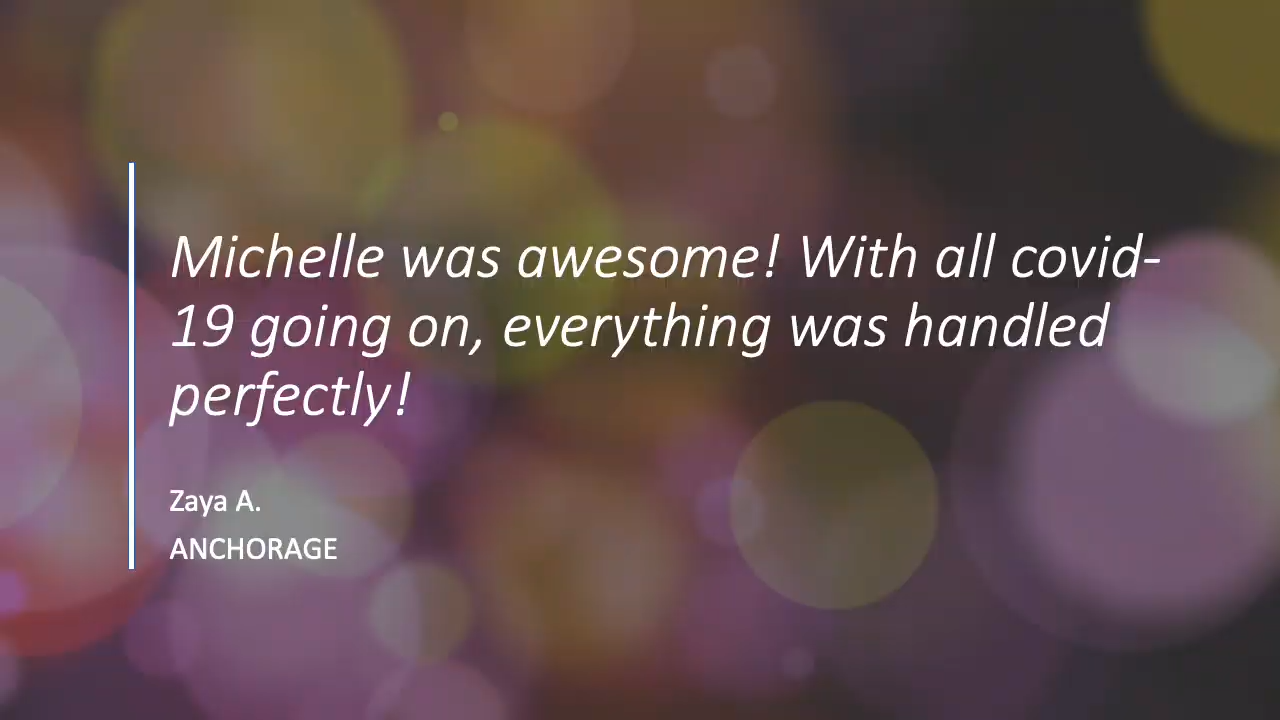 Michelle was awesome! With all covid-
19 going on, everything was handled
perfectly!
Zaya A.
ANCHORAGE